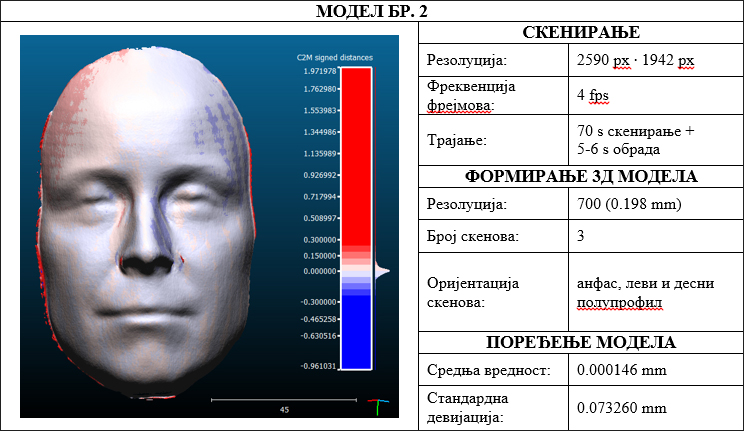 МОДЕЛ БР. 2
C2M signed distances
1.971978
1.762980
1.553983
1.344986
1.135989
0.926992
0.717994
0.508997
0.300000
0.150000
0.000000
-0.300000
-0.465258
-0.630516
-0.961031
45
СКЕНИРАЊЕ
Резолуција: 2590 px · 1942 px
Фреквенција
фрејмова: 4 fps
Трајање: 70 s скенирање +
5-6 s обрада
ФОРМИРАЊЕ 3Д МОДЕЛА
Резолуција: 700 (0.198 mm)
Број скенова: 3
Оријентација
скенова: анфас, леви и десни
полупрофил
ПОРЕЂЕЊЕ МОДЕЛА
Средња вредност: 0.000146 mm
Стандардна
девијација: 0.073260 mm